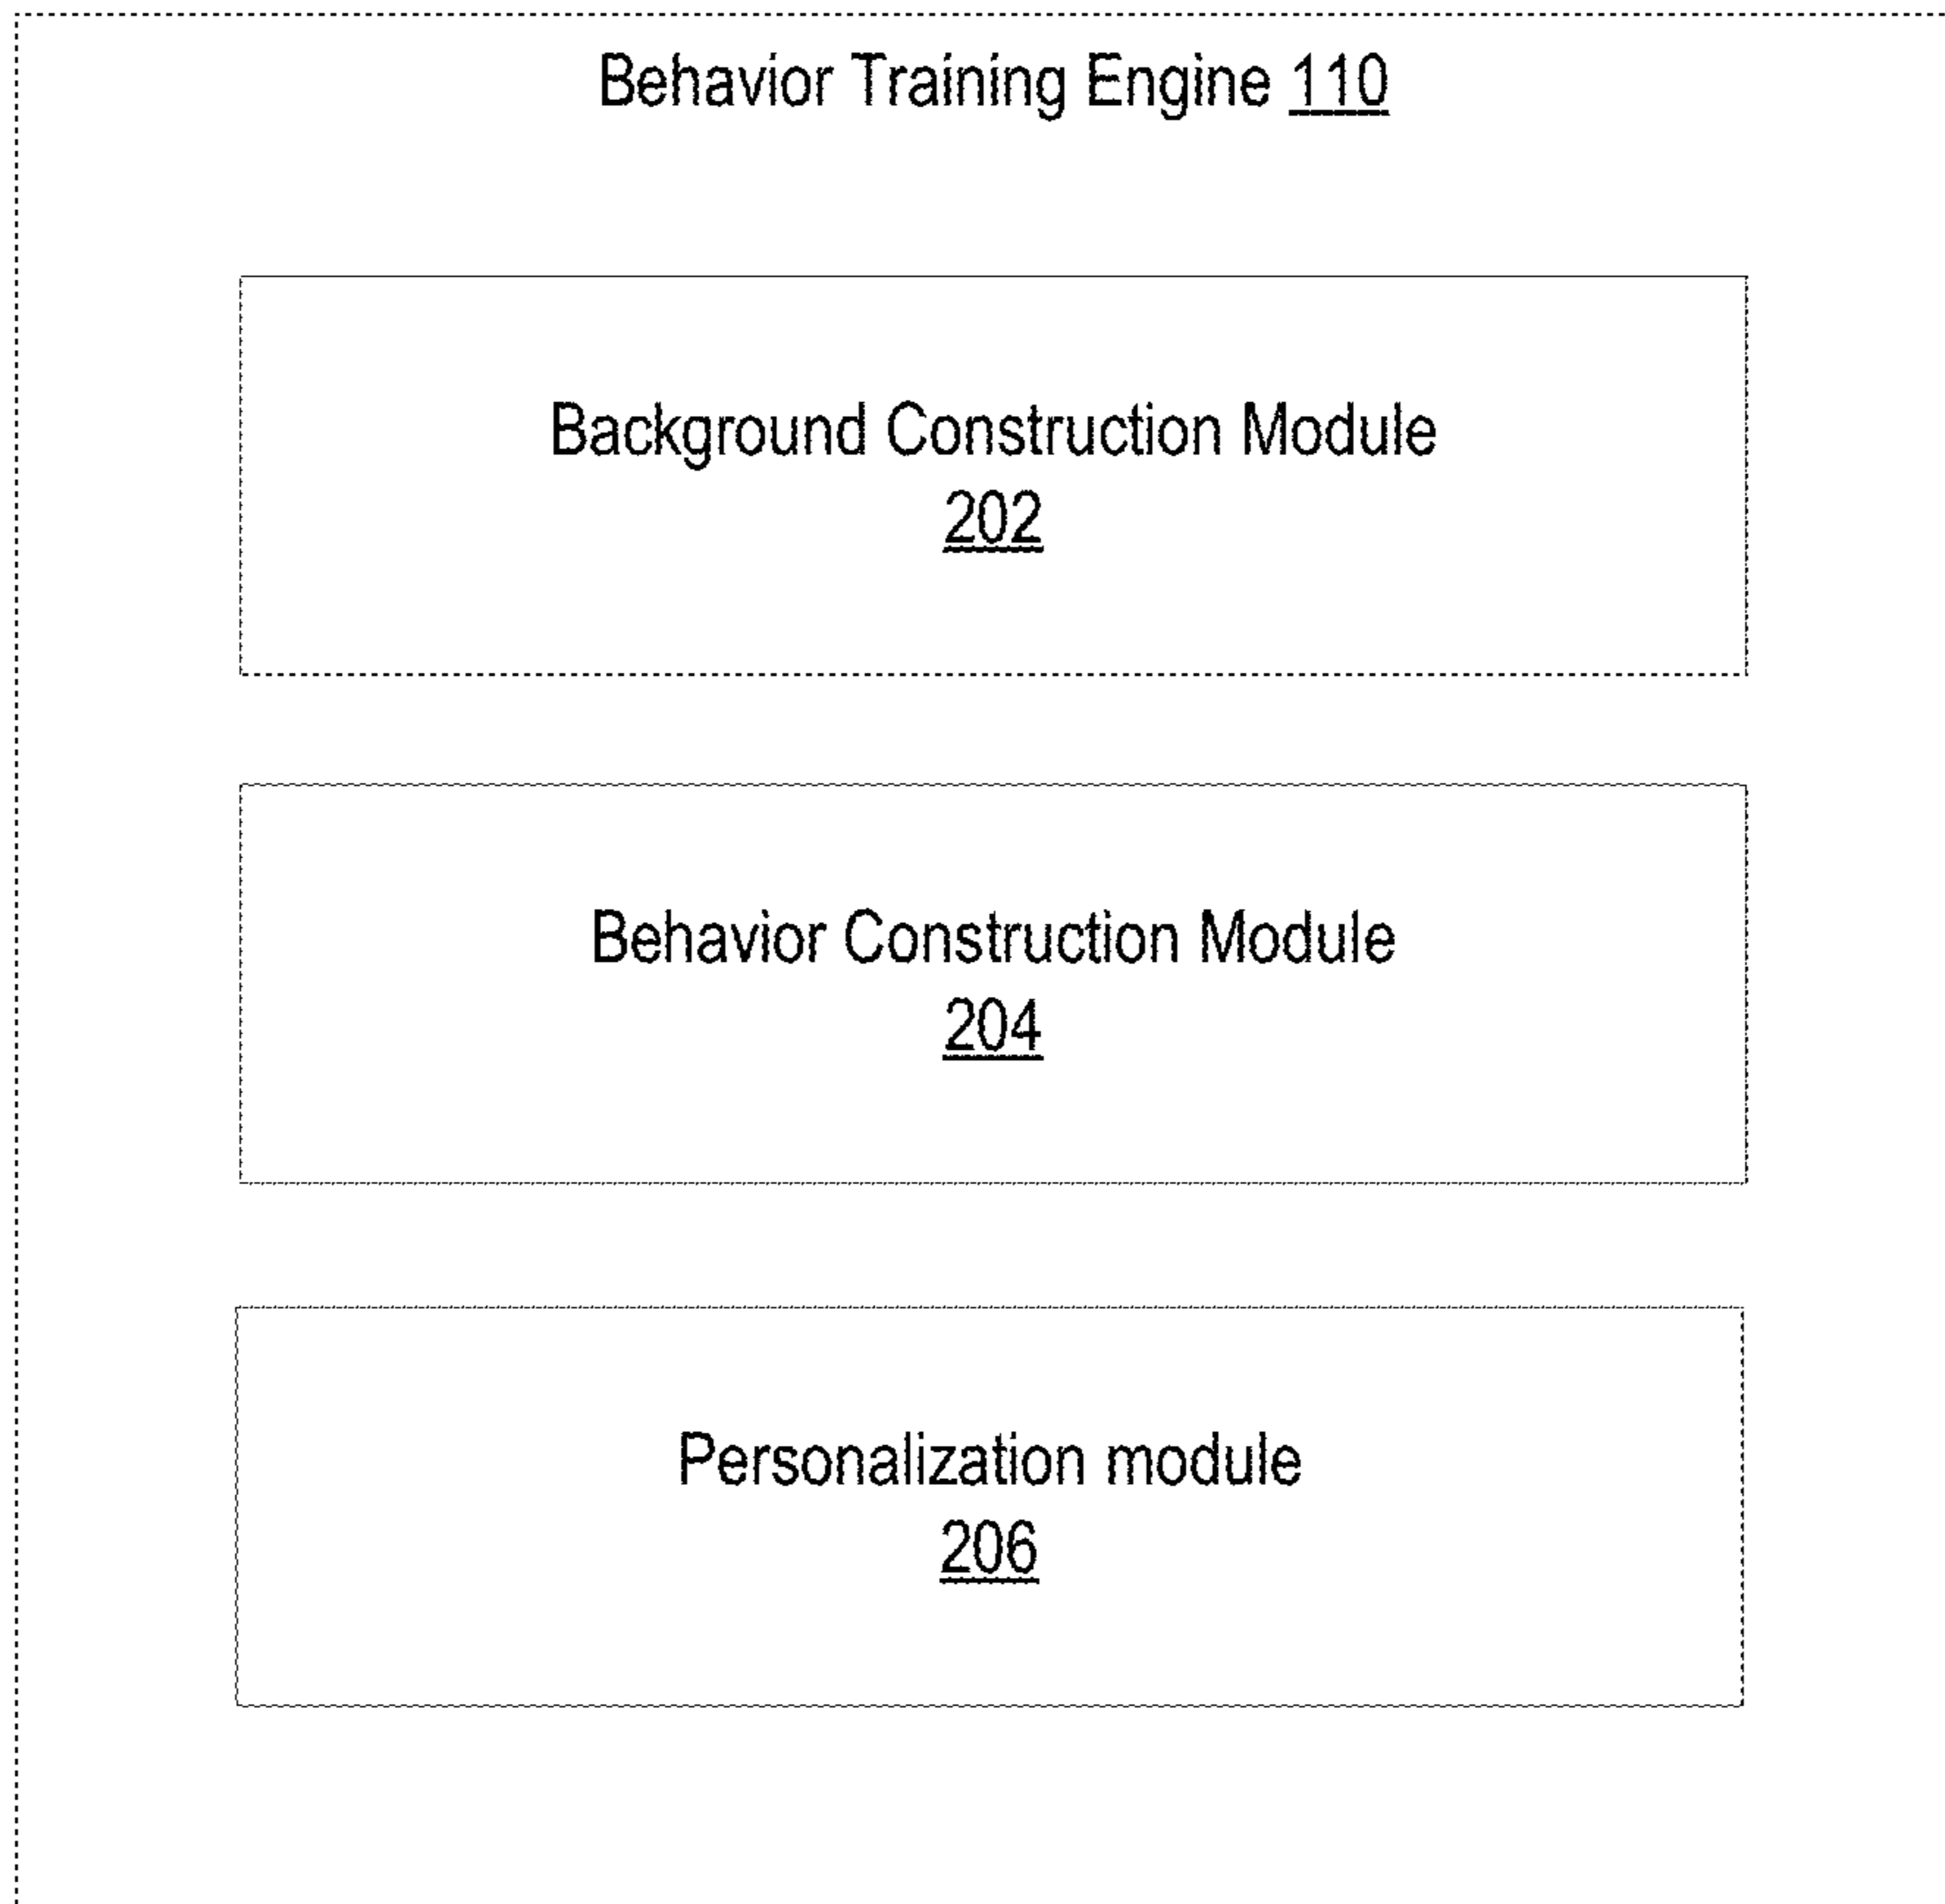 Behavior Training Engine 110
Background Construction Module
202
Behavior Construction Module
204
Personalization module
206